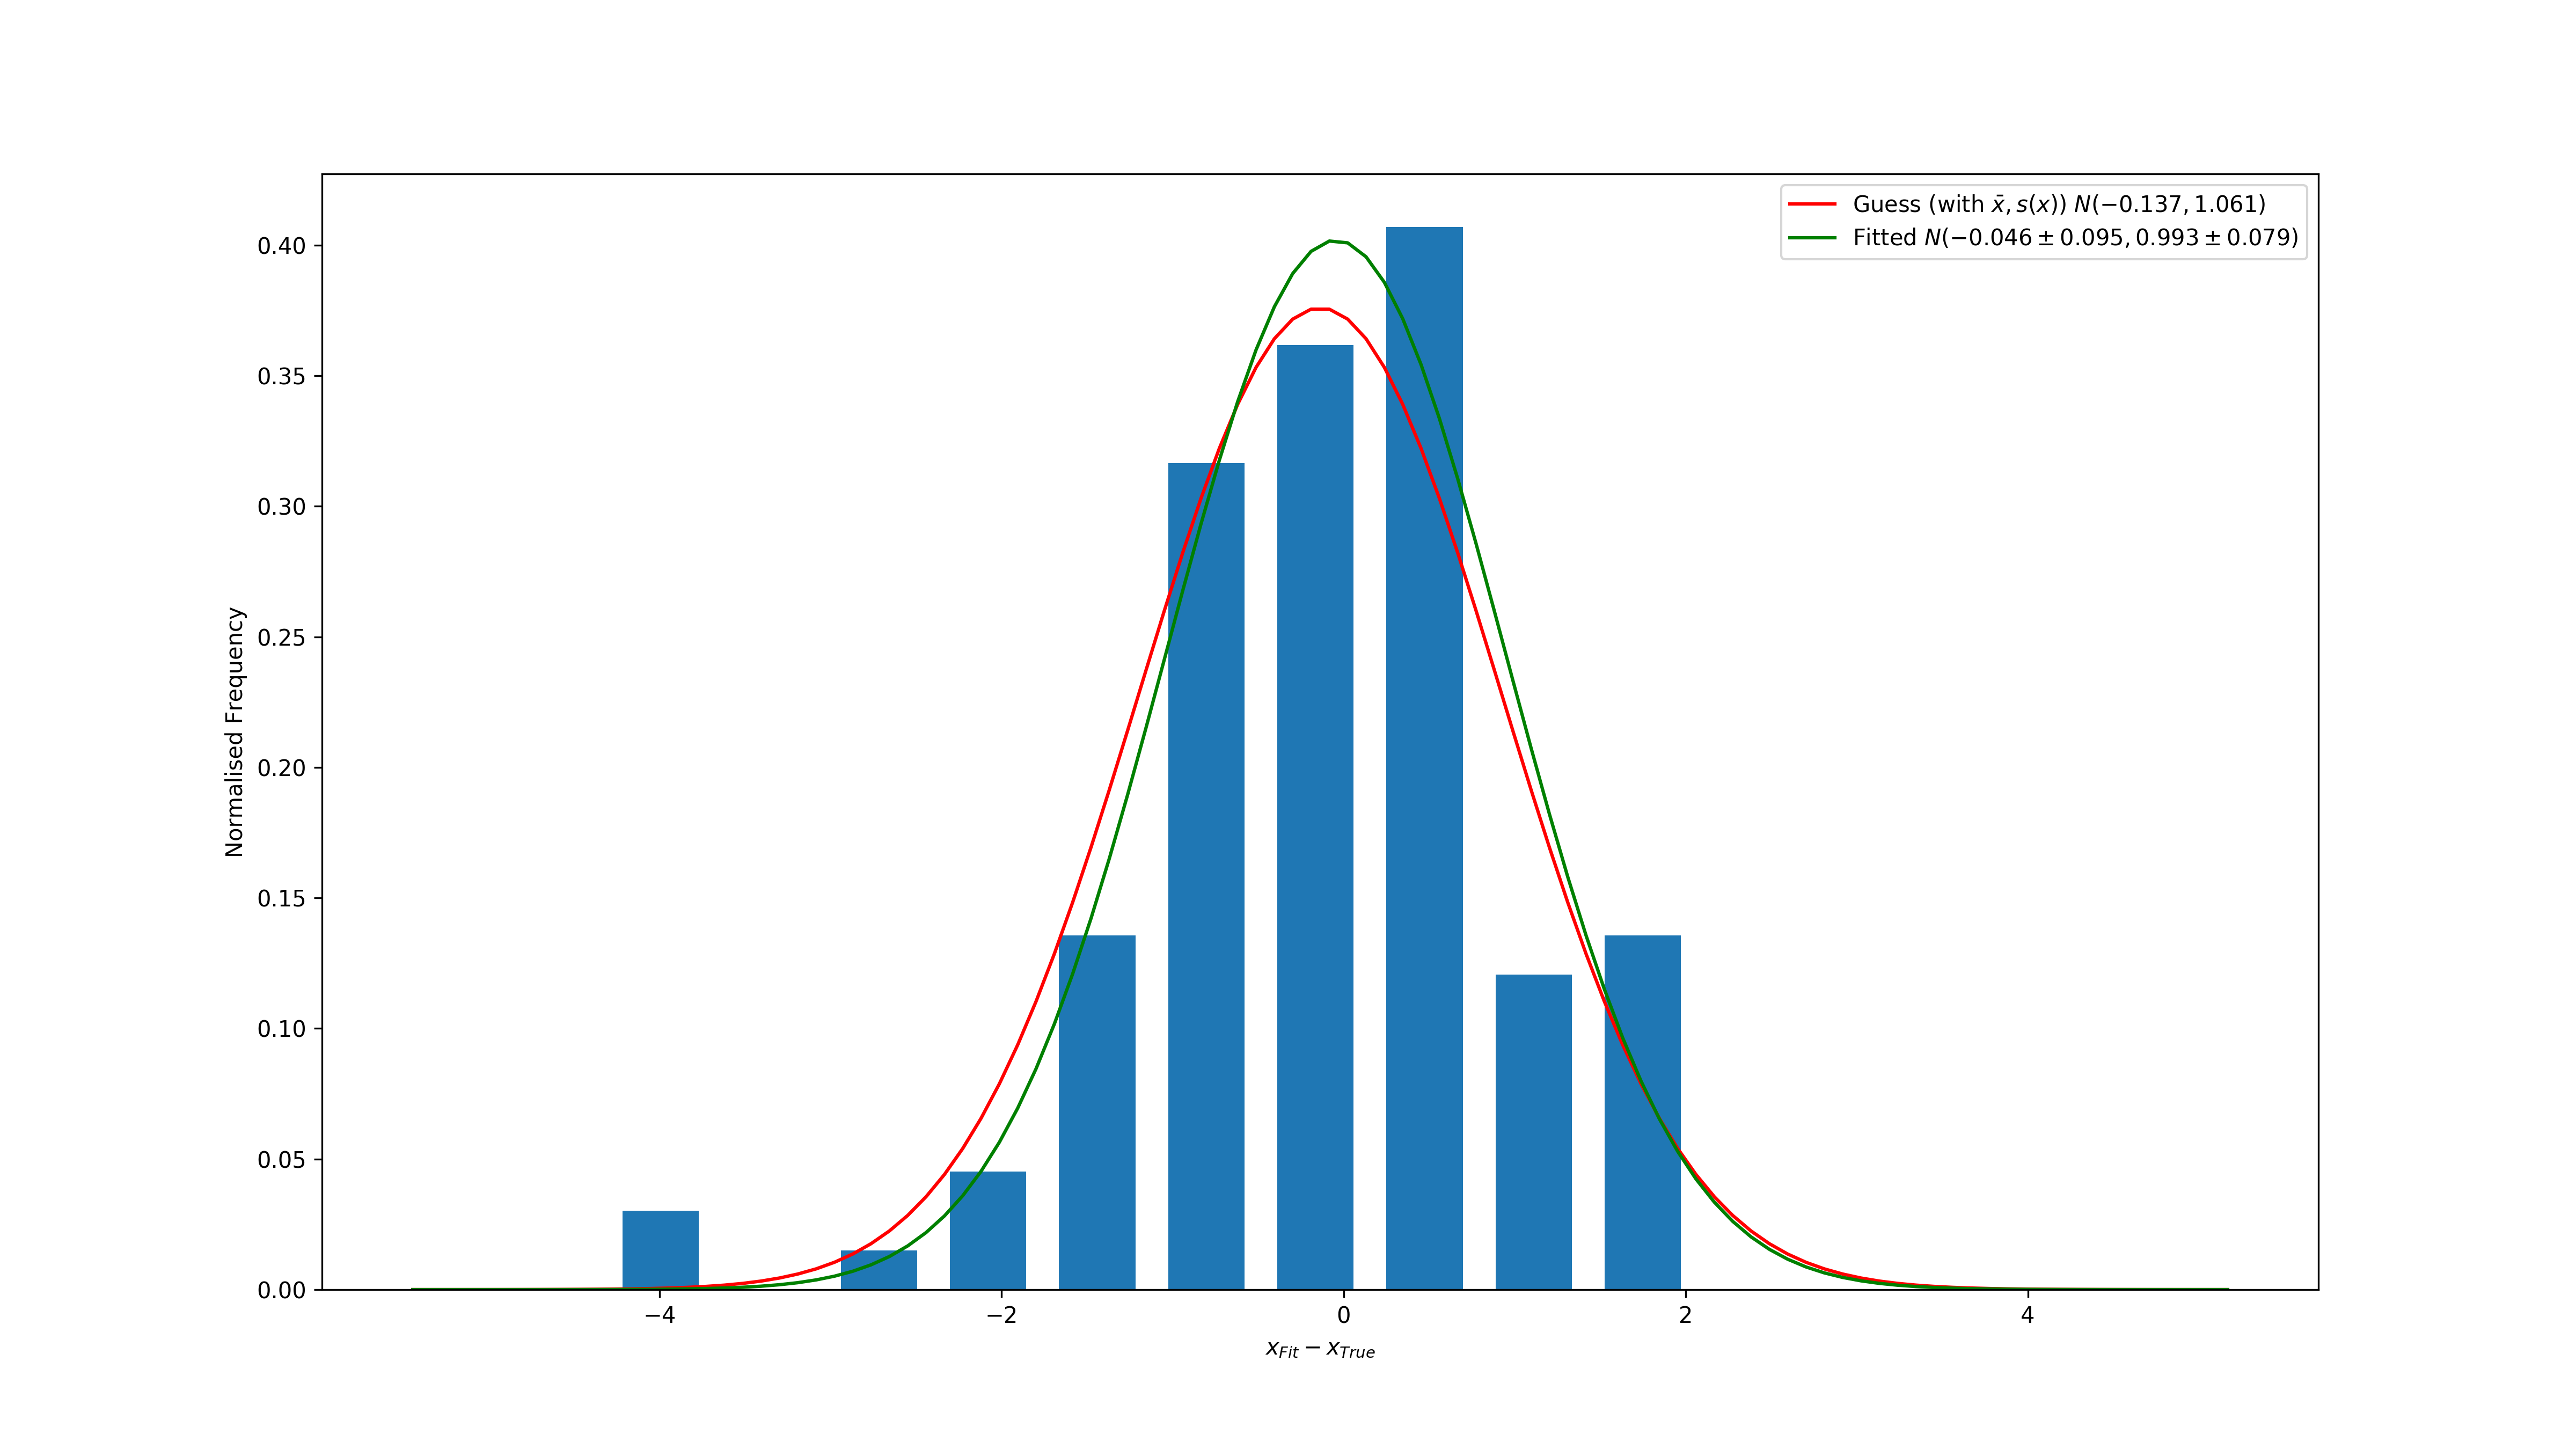 Guess (with x̄, s(x)) N(−0.137, 1.061)
Fitted N(−0.046 ± 0.095, 0.993 ± 0.079)
0.40
0.35
0.30
0.25
0.20
0.15
0.10
0.05
0.00
Normalised Frequency
−4 −2 0 2 4
x_Fit − x_True